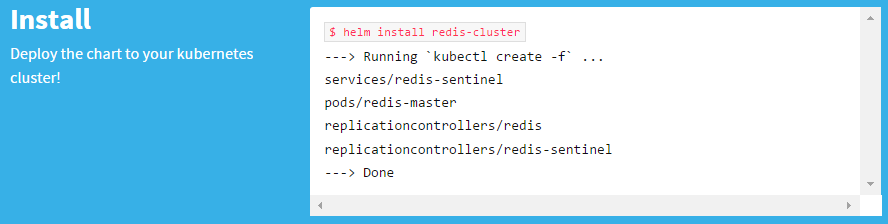 Install
Deploy the chart to your kubernetes
cluster!
$ helm install redis-cluster
---> Running `kubectl create -f` ...
services/redis-sentinel
pods/redis-master
replicationcontrollers/redis
replicationcontrollers/redis-sentinel
---> Done